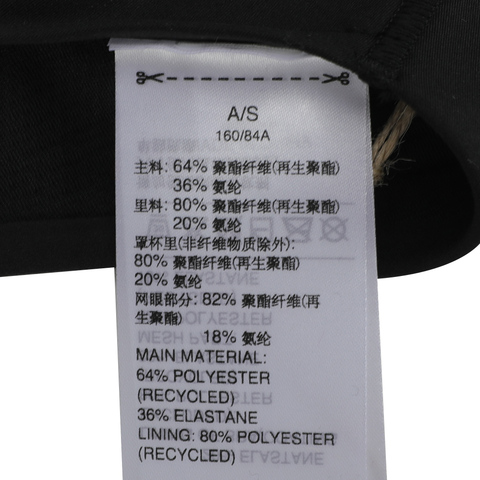 A/S
160/84A
主料: 64% 聚酯纤维(再生聚酯)
36% 氨纶
里料: 80% 聚酯纤维(再生聚酯)
20% 氨纶
罩杯里(非纤维物质除外):
80% 聚酯纤维(再生聚酯)
20% 氨纶
网眼部分: 82% 聚酯纤维(再
生聚酯)
18% 氨纶
MAIN MATERIAL:
64% POLYESTER
(RECYCLED)
36% ELASTANE
LINING: 80% POLYESTER
(RECYCLED)